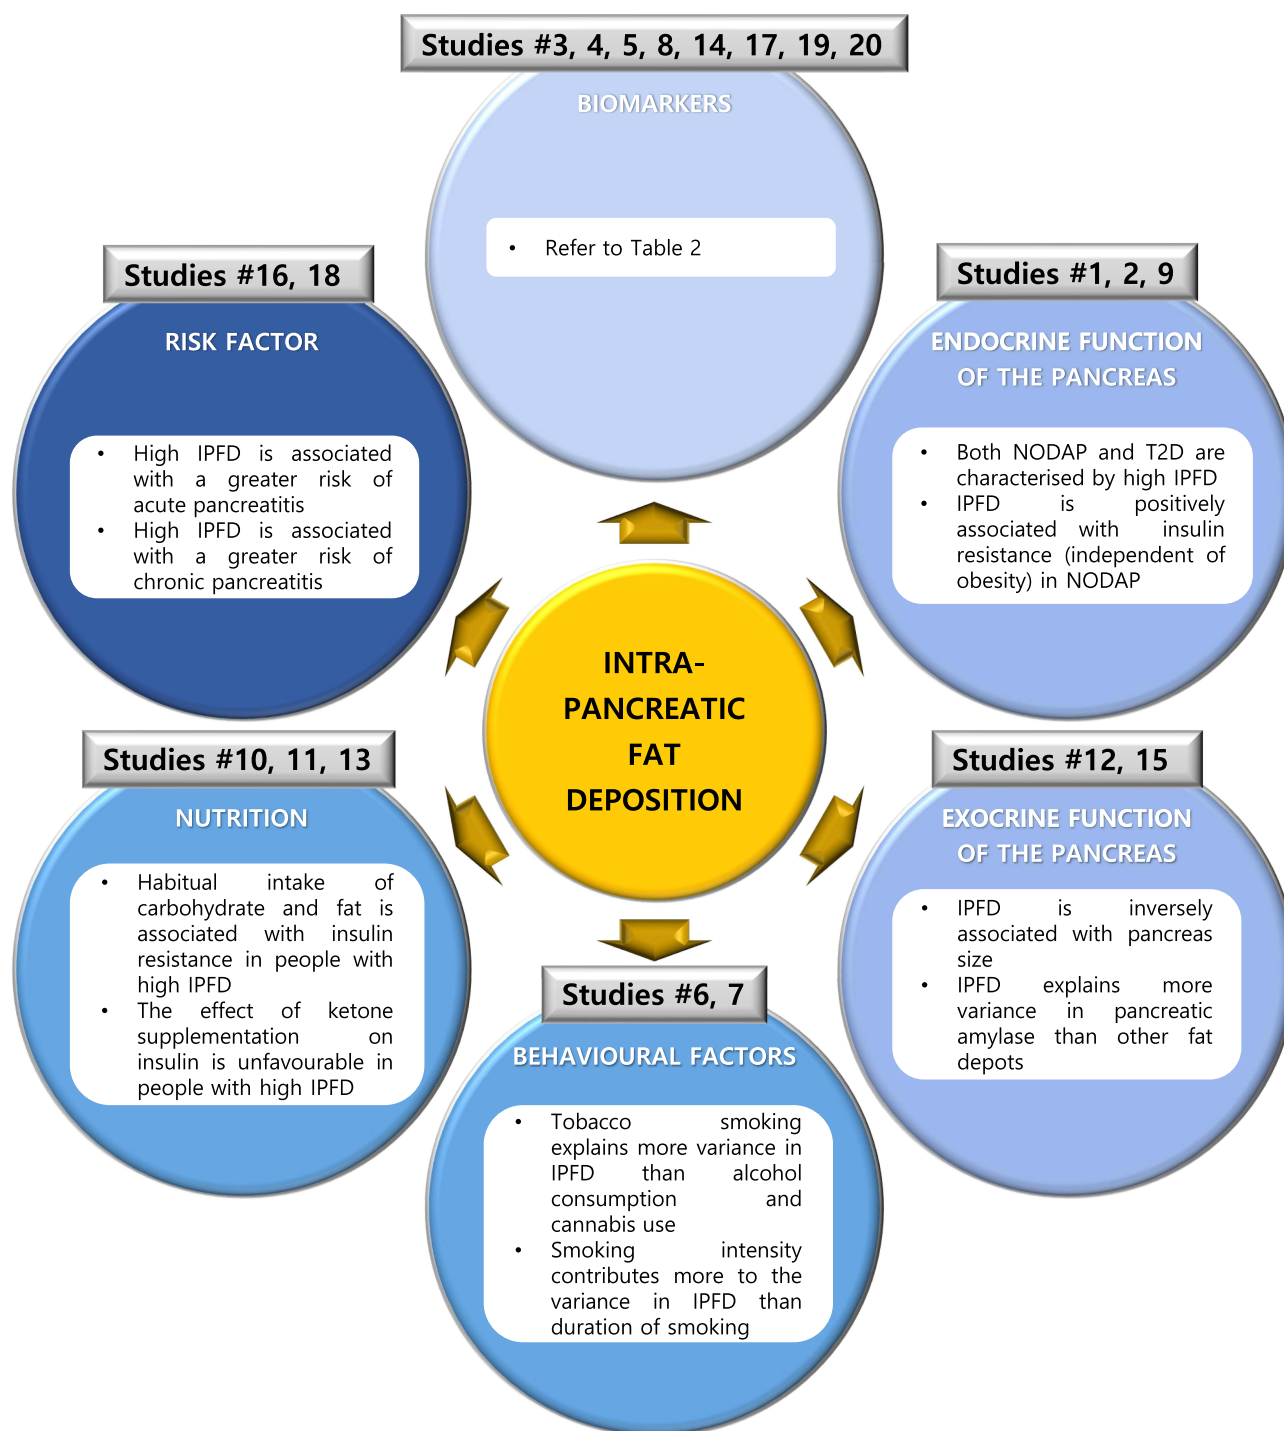 Studies #3, 4, 5, 8, 14, 17, 19, 20
BIOMARKERS
• Refer to Table 2
Studies #16, 18
RISK FACTOR
• High IPFD is associated
with a greater risk of
acute pancreatitis
• High IPFD is associated
with a greater risk of
chronic pancreatitis
Studies #1, 2, 9
ENDOCRINE FUNCTION
OF THE PANCREAS
• Both NODAP and T2D are
characterised by high IPFD
• IPFD is positively
associated with insulin
resistance (independent of
obesity) in NODAP
INTRA-
PANCREATIC
FAT
DEPOSITION
Studies #10, 11, 13
NUTRITION
• Habitual intake of
carbohydrate and fat is
associated with insulin
resistance in people with
high IPFD
• The effect of ketone
supplementation on
insulin is unfavourable in
people with high IPFD
Studies #12, 15
EXOCRINE FUNCTION
OF THE PANCREAS
• IPFD is inversely
associated with pancreas
size
• IPFD explains more
variance in pancreatic
amylase than other fat
depots
Studies #6, 7
BEHAVIOURAL FACTORS
• Tobacco smoking
explains more variance in
IPFD than alcohol
consumption and
cannabis use
• Smoking intensity
contributes more to the
variance in IPFD than
duration of smoking